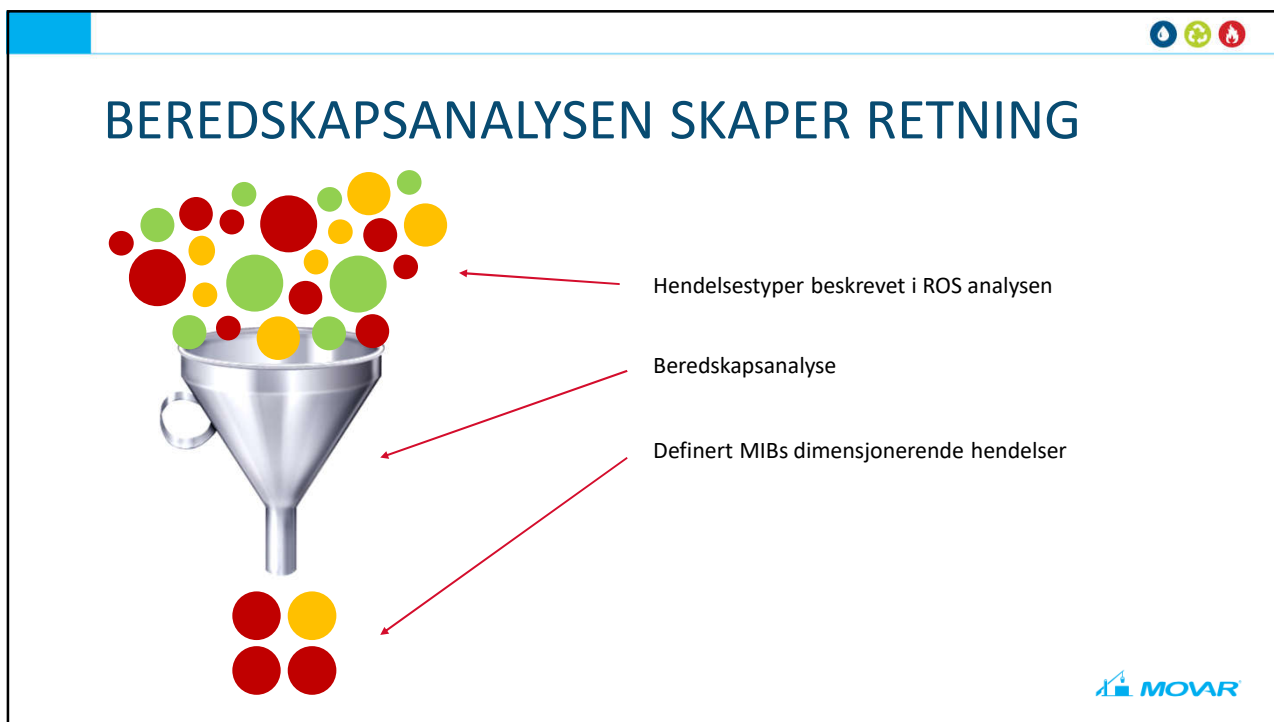 BEREDSKAPSANALYSEN SKAPER RETNING
Hendelsestyper beskrevet i ROS analysen
Beredskapsanalyse
Definert MIBs dimensjonerende hendelser
MOVAR